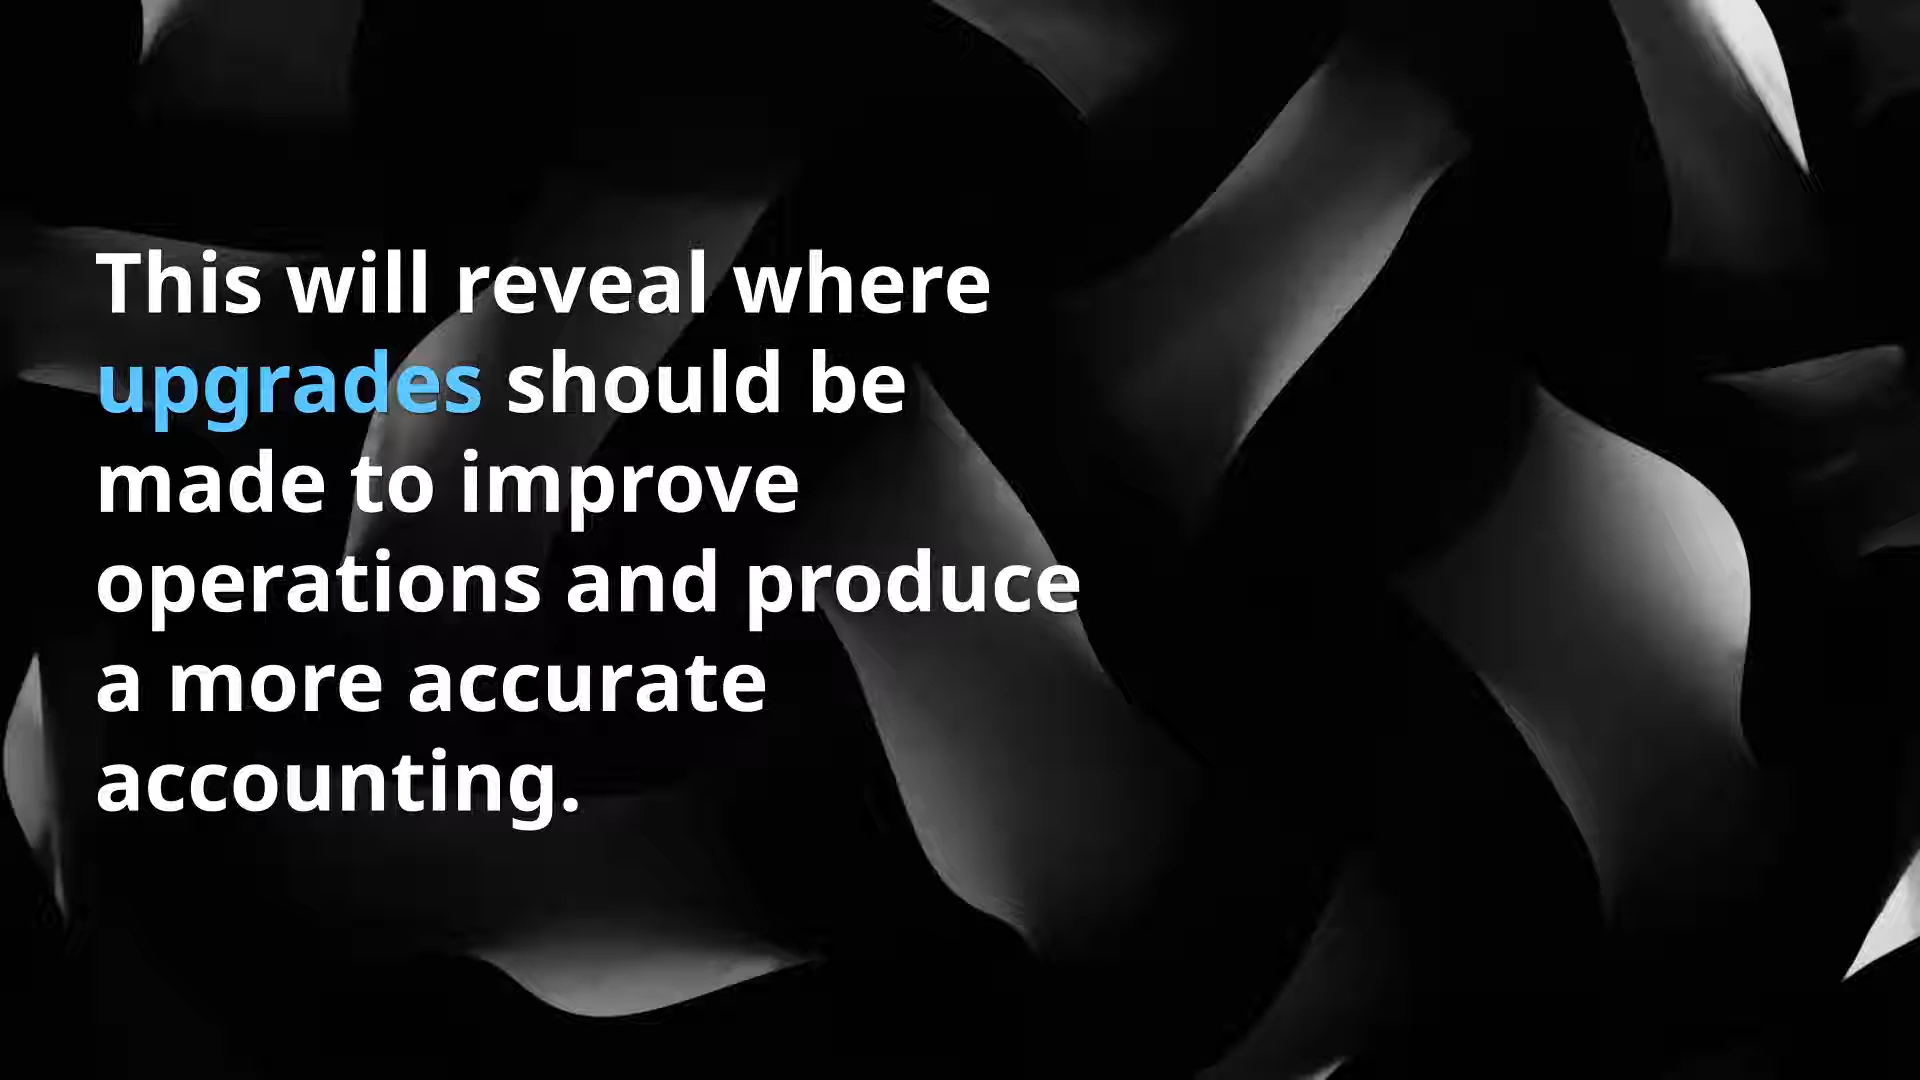 This will reveal where
upgrades should be
made to improve
operations and produce
a more accurate
accounting.